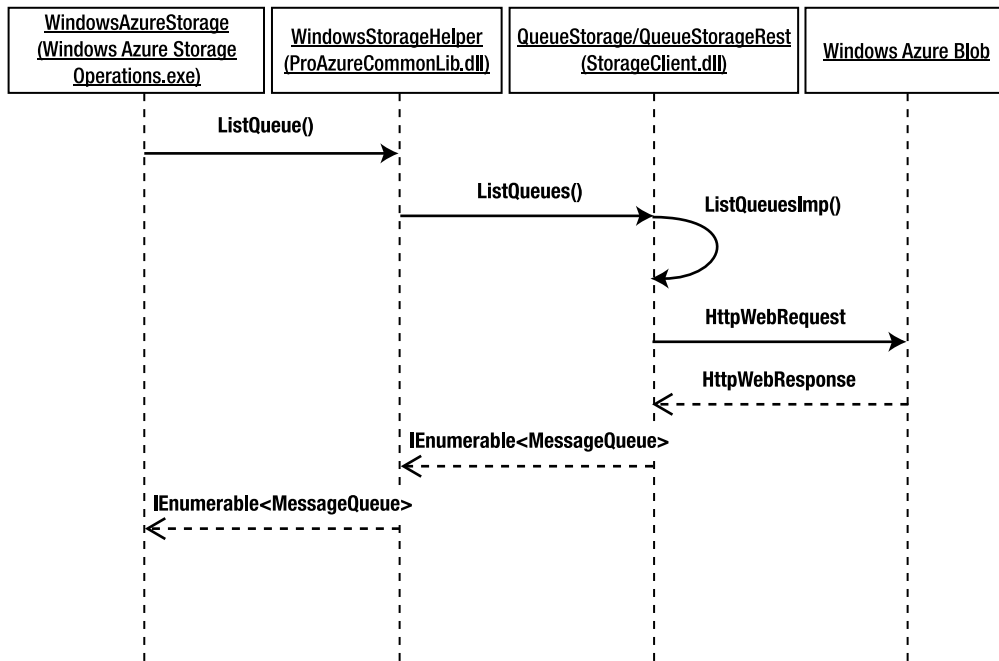 WindowsAzureStorage
(Windows Azure Storage
Operations.exe)
WindowsStorageHelper
(ProAzureCommonLib.dll)
QueueStorage/QueueStorageRest
(StorageClient.dll)
Windows Azure Blob
ListQueue()
ListQueues()
ListQueuesImp()
HttpWebRequest
HttpWebResponse
IEnumerable<MessageQueue>
IEnumerable<MessageQueue>